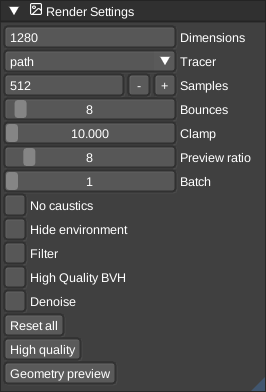 Render Settings
1280 Dimensions
path Tracer
512 - + Samples
8 Bounces
10.000 Clamp
8 Preview ratio
1 Batch
No caustics
Hide environment
Filter
High Quality BVH
Denoise
Reset all
High quality
Geometry preview